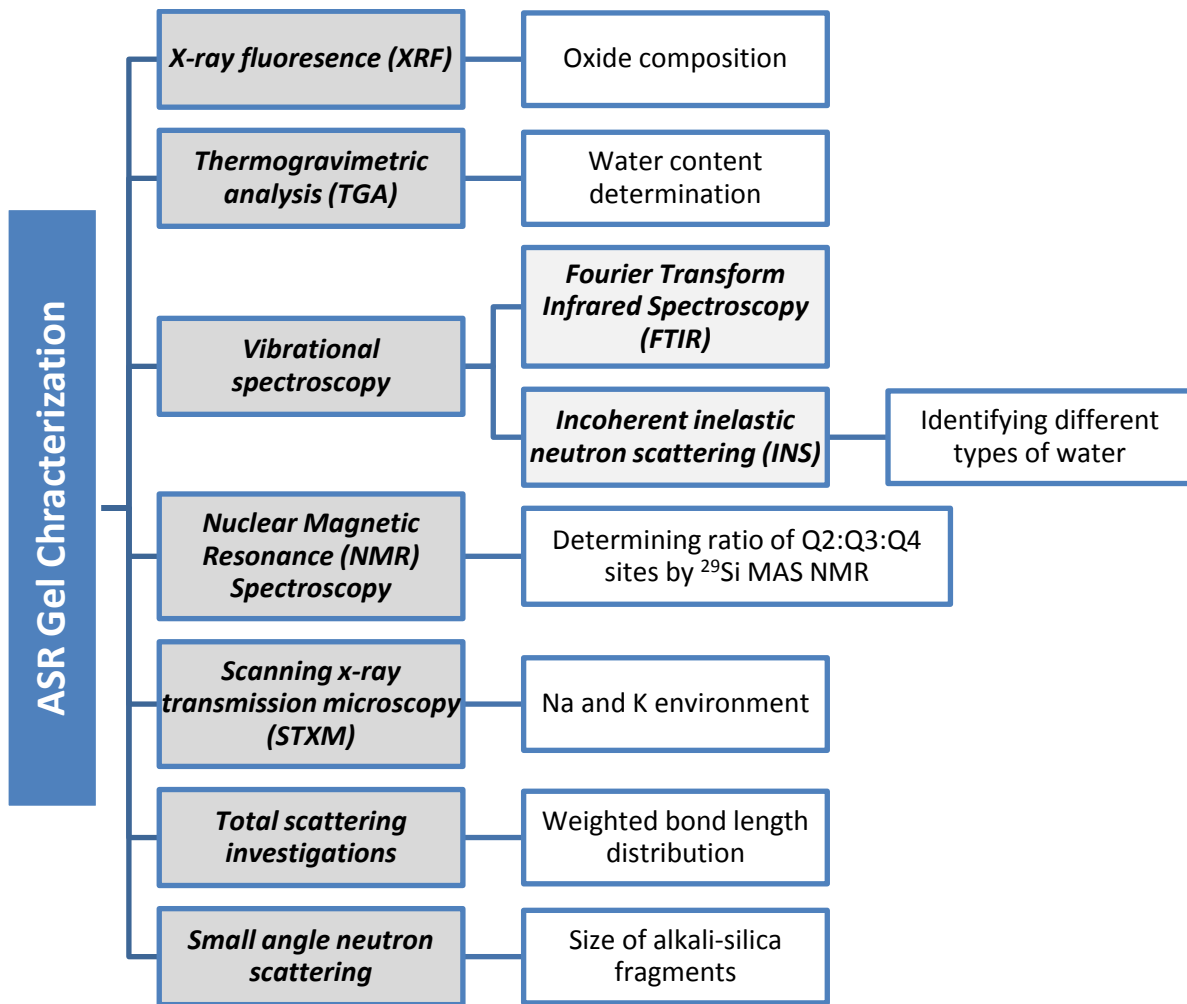 ASR Gel Chracterization
X-ray fluoresence (XRF)
Oxide composition
Thermogravimetric
analysis (TGA)
Water content
determination
Vibrational
spectroscopy
Fourier Transform
Infrared Spectroscopy
(FTIR)
Incoherent inelastic
neutron scattering (INS)
Identifying different
types of water
Nuclear Magnetic
Resonance (NMR)
Spectroscopy
Determining ratio of Q2:Q3:Q4
sites by ²⁹Si MAS NMR
Scanning x-ray
transmission microscopy
(STXM)
Na and K environment
Total scattering
investigations
Weighted bond length
distribution
Small angle neutron
scattering
Size of alkali-silica
fragments